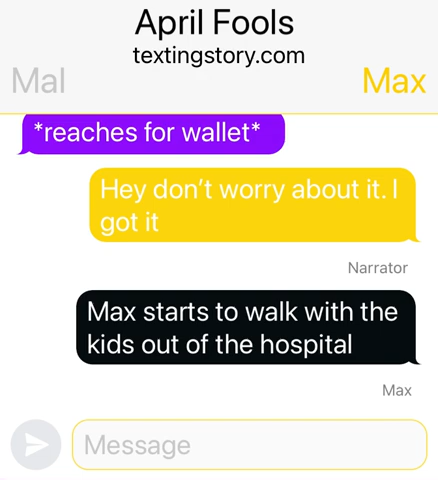 April Fools
textingstory.com
Mal
Max
*reaches for wallet*
Hey don’t worry about it. I
got it
Narrator
Max starts to walk with the
kids out of the hospital
Max
Message